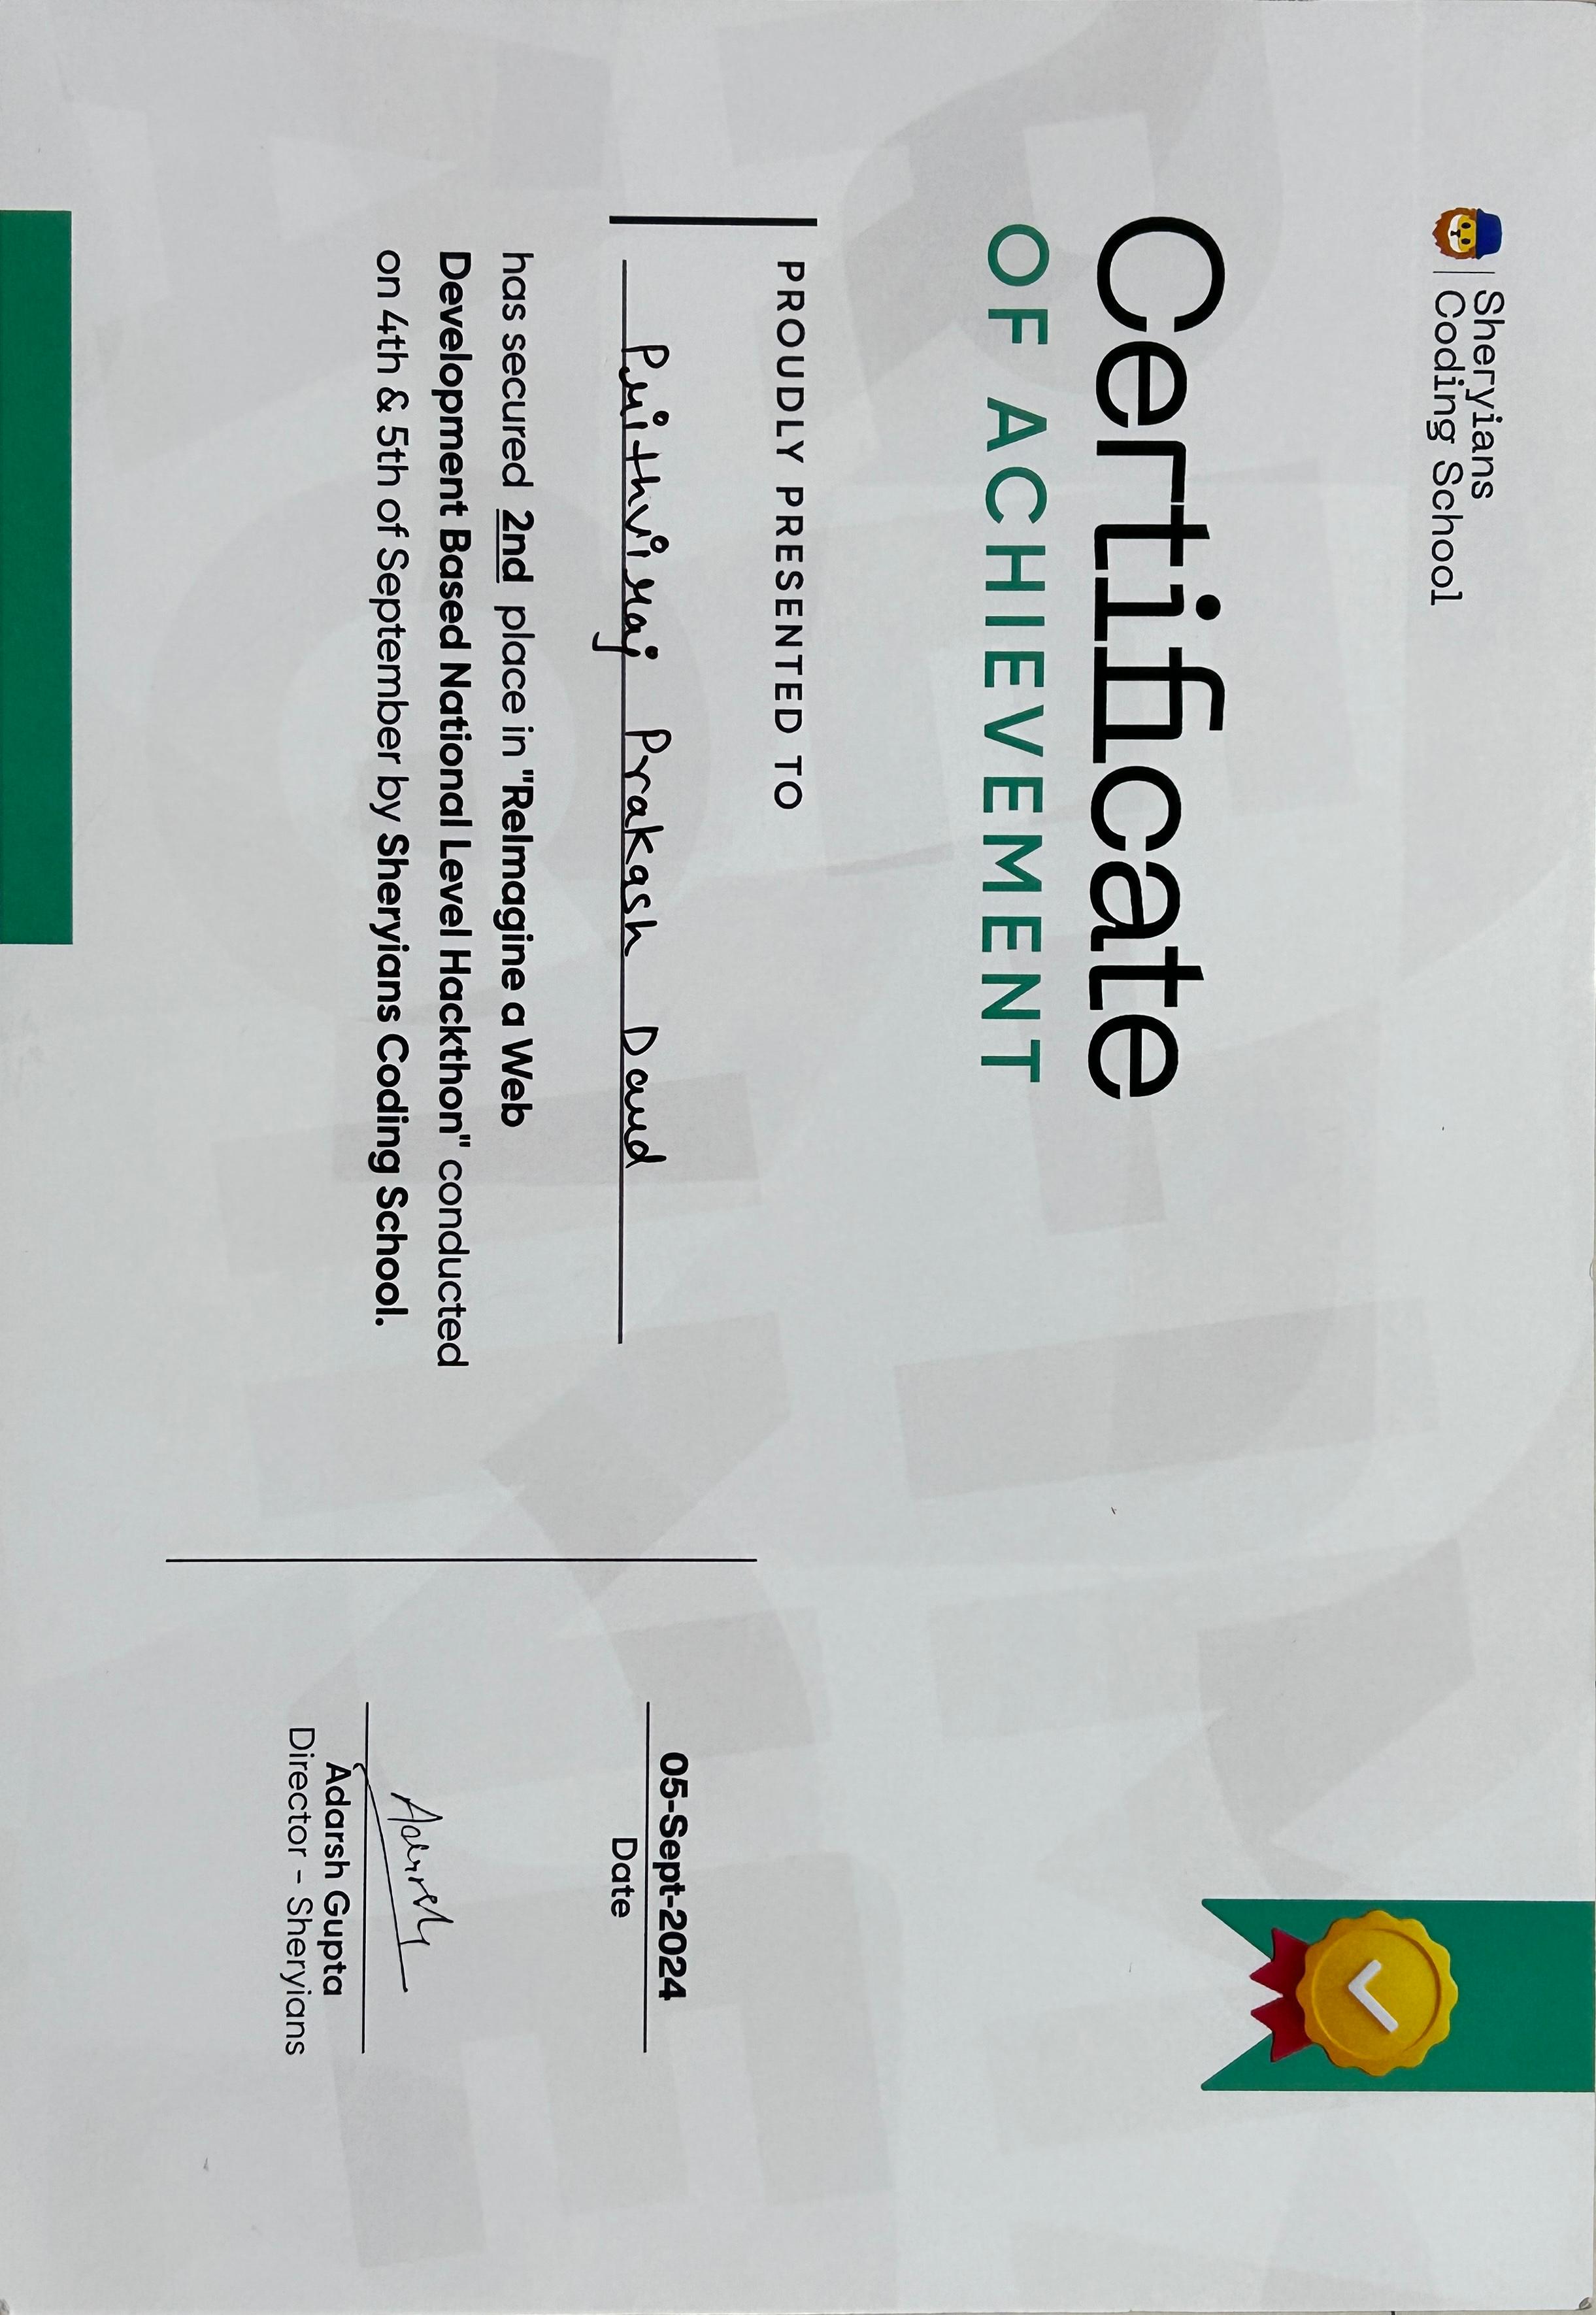 Sheryians
Coding School
Certificate
OF ACHIEVEMENT
PROUDLY PRESENTED TO
Prithviraj Prakash Daud
has secured 2nd place in "ReImagine a Web
Development Based National Level Hackthon" conducted
on 4th & 5th of September by Sheryians Coding School.
05-Sept-2024
Date
Adarsh
Adarsh Gupta
Director - Sheryians